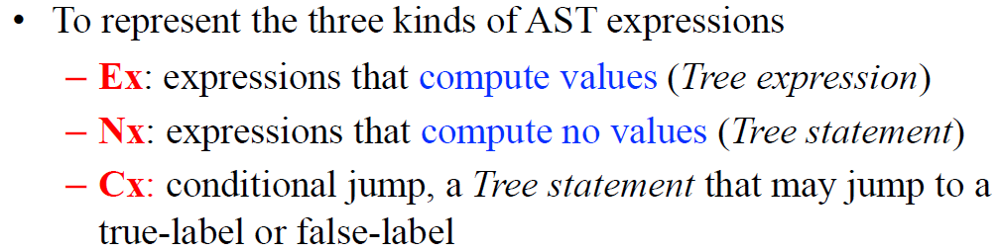 • To represent the three kinds of AST expressions
– Ex: expressions that compute values (Tree expression)
– Nx: expressions that compute no values (Tree statement)
– Cx: conditional jump, a Tree statement that may jump to a
true-label or false-label